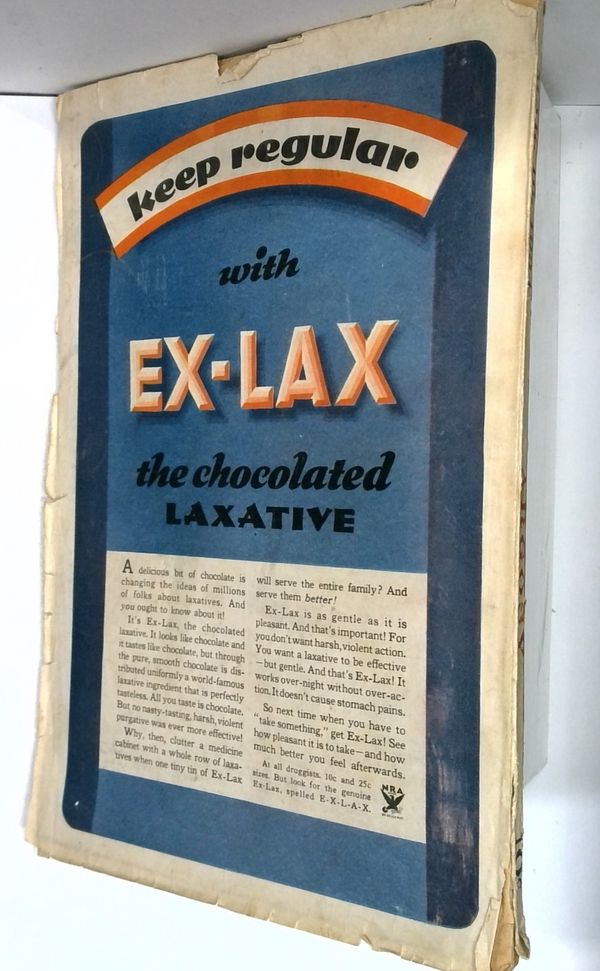 keep regular
with
EX-LAX
the chocolated
LAXATIVE
A delicious bit of chocolate is
changing the ideas of millions
of folks about laxatives. And
you ought to know about it!
It's Ex-Lax, the chocolated
laxative. It looks like chocolate and
it tastes like chocolate, but through
the pure, smooth chocolate is dis-
tributed uniformly a world-famous
laxative ingredient that is perfectly
tasteless. All you taste is chocolate.
But no nasty-tasting, harsh, violent
purgative was ever more effective!
Why, then, clutter a medicine
cabinet with a whole row of laxa-
tives when one tiny tin of Ex-Lax
will serve the entire family? And
serve them better!
Ex-Lax is as gentle as it is
pleasant. And that's important! For
you don't want harsh, violent action.
You want a laxative to be effective
—but gentle. And that's Ex-Lax! It
works over-night without over-ac-
tion. It doesn't cause stomach pains.
So next time when you have to
"take something," get Ex-Lax! See
how pleasant it is to take—and how
much better you feel afterwards.
At all druggists. 10c and 25c
sizes. But look for the genuine
Ex-Lax, spelled E-X-L-A-X.
NRA